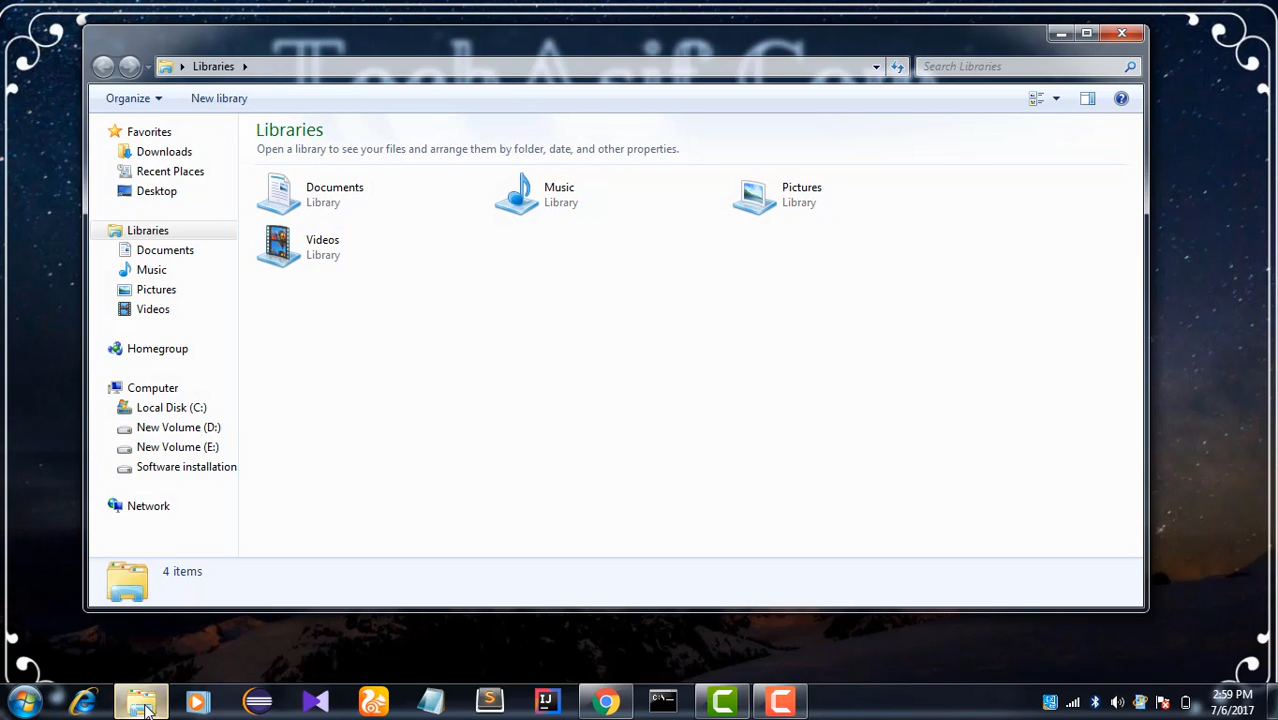 TechArif Com
Libraries
Search Libraries
Organize
New library
Favorites
Downloads
Recent Places
Desktop
Libraries
Documents
Music
Pictures
Videos
Homegroup
Computer
Local Disk (C:)
New Volume (D:)
New Volume (E:)
Software installation
Network
Libraries
Open a library to see your files and arrange them by folder, date, and other properties.
Documents
Library
Music
Library
Pictures
Library
Videos
Library
4 items
S
IJ
C:\
2:59 PM
7/6/2017